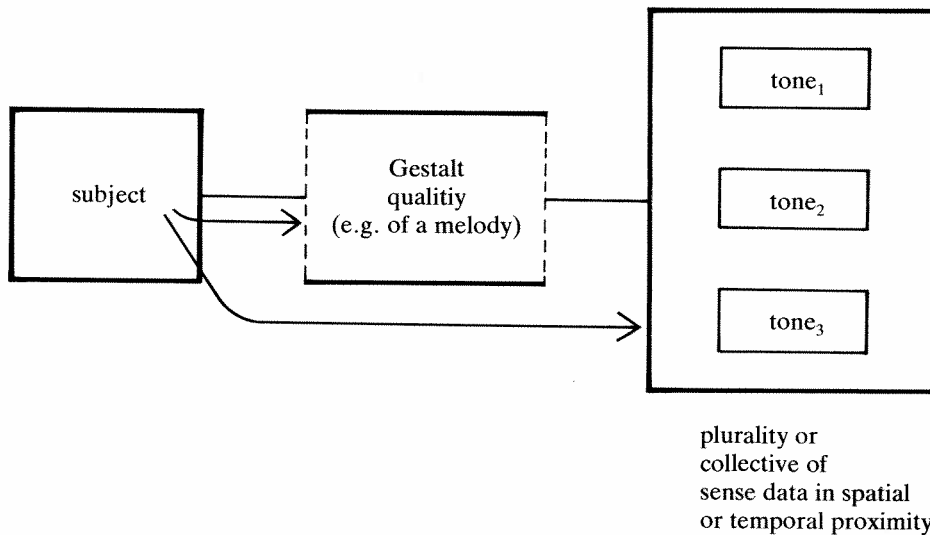 subject
Gestalt
qualitiy
(e.g. of a melody)
tone₁
tone₂
tone₃
plurality or
collective of
sense data in spatial
or temporal proximity